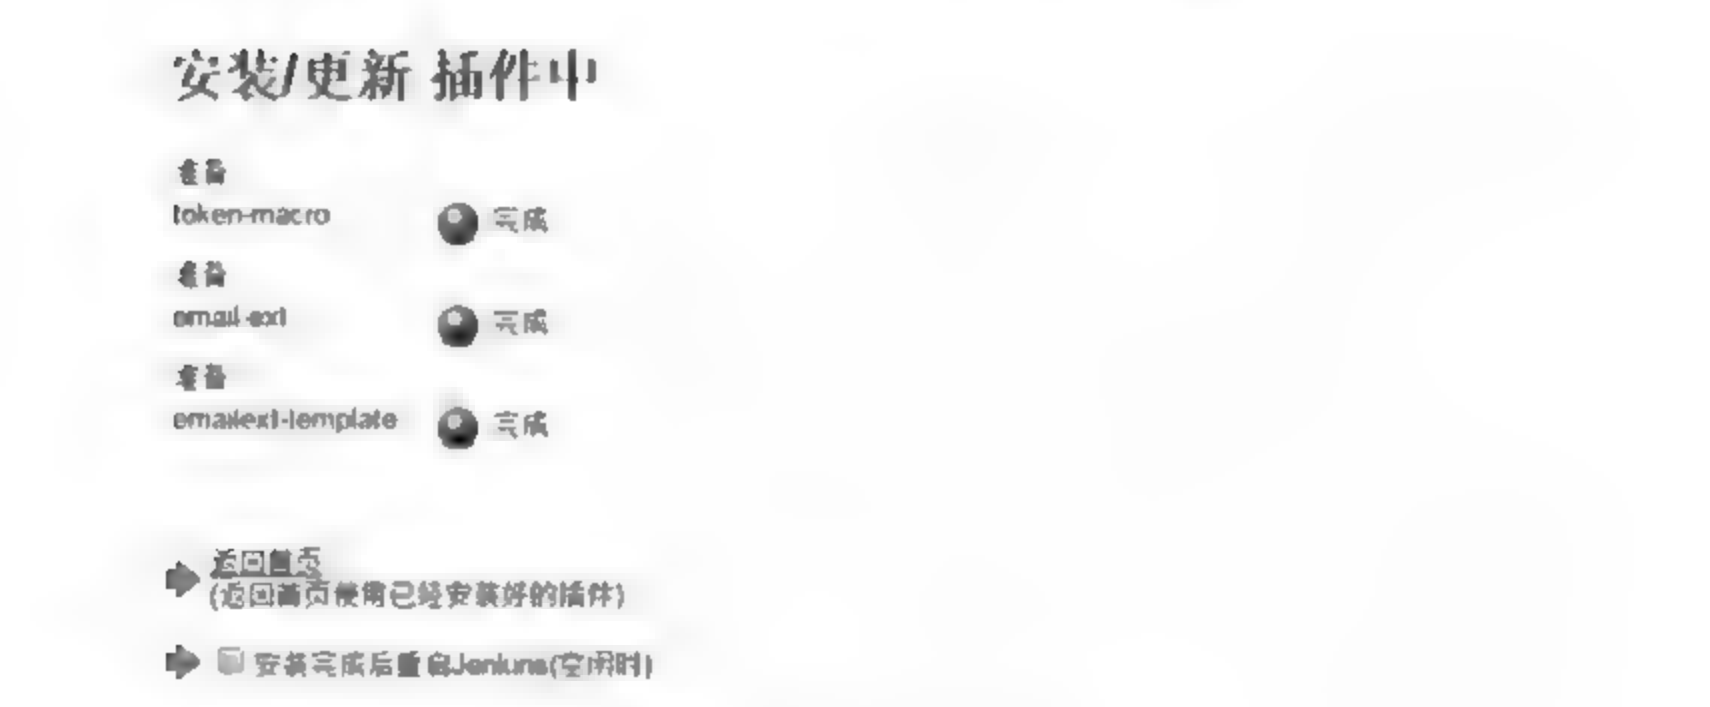 安装/更新 插件中
准备
token-macro
完成
准备
email-ext
完成
准备
emailext-template
完成
返回首页
(返回首页使用已经安装好的插件)
安装完成后重启Jenkins(空闲时)